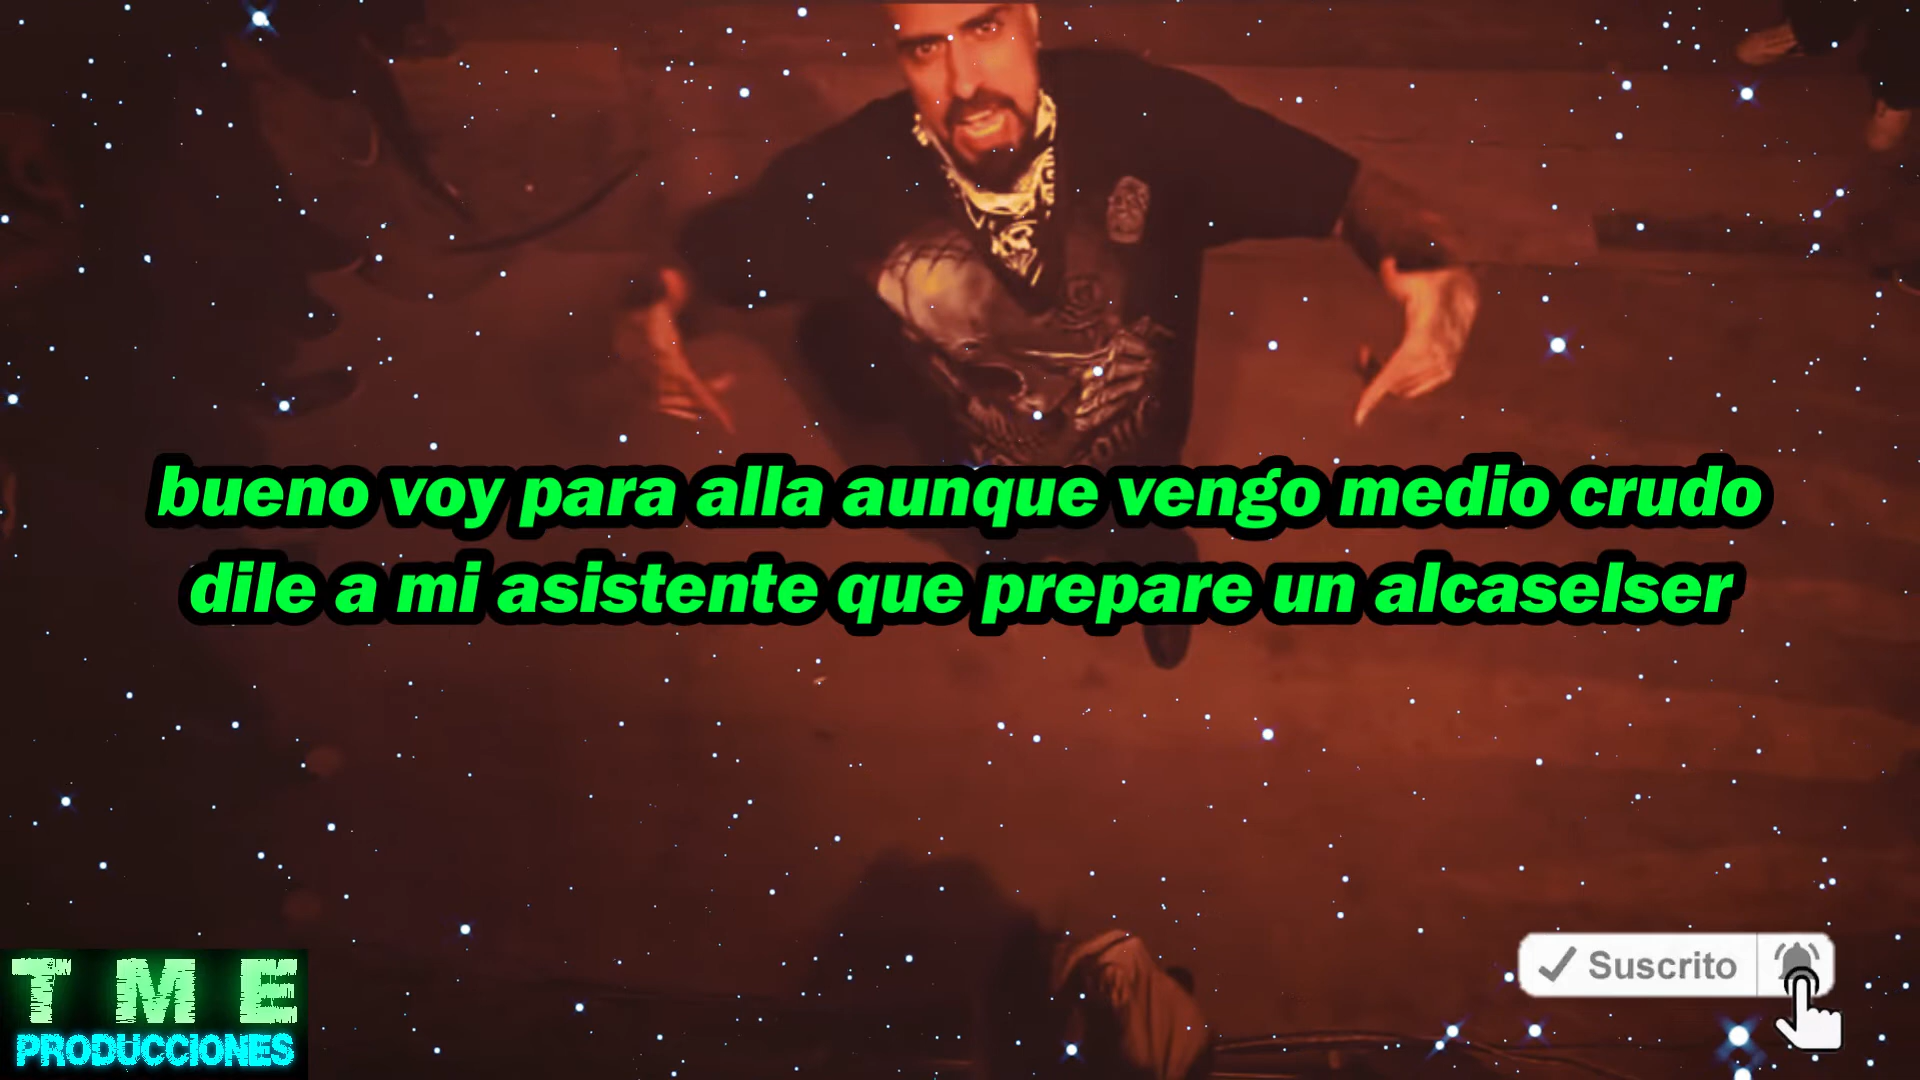 bueno voy para alla aunque vengo medio crudo
dile a mi asistente que prepare un alcaselser
Suscrito
T M E
PRODUCCIONES